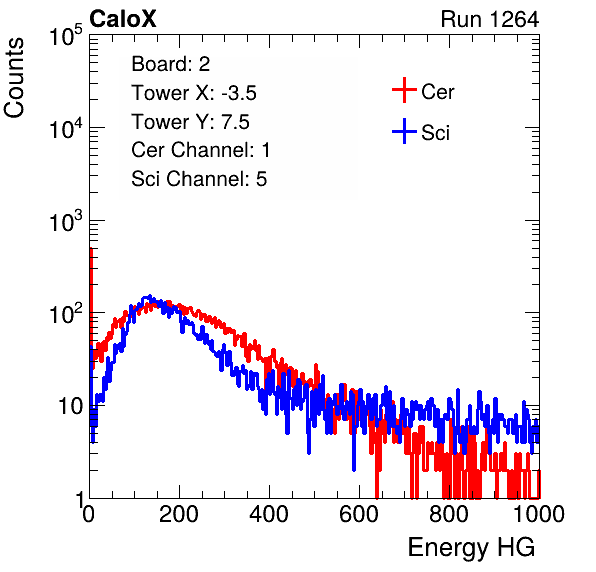 CaloX Run 1264
Counts
10^5
10^4
10^3
10^2
10
1
Board: 2
Tower X: -3.5
Tower Y: 7.5
Cer Channel: 1
Sci Channel: 5
Cer
Sci
0 200 400 600 800 1000
Energy HG